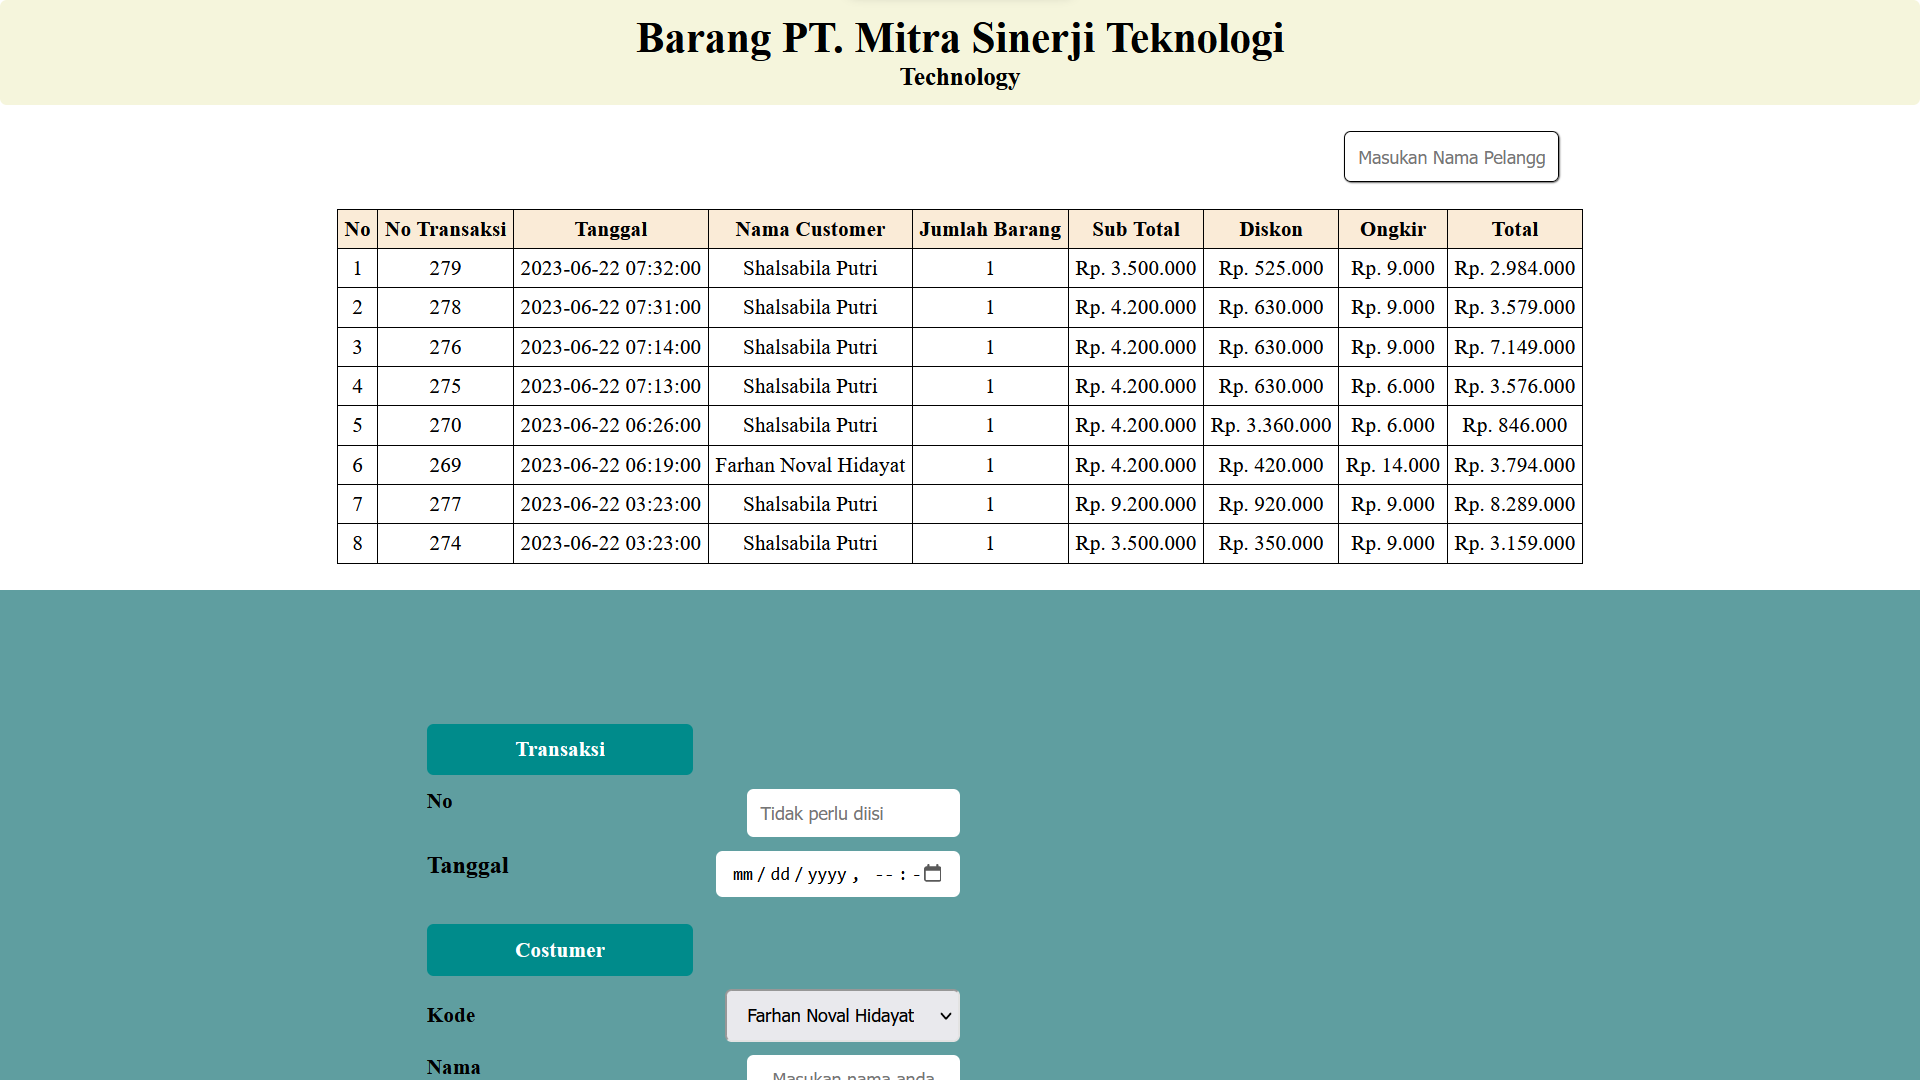 Barang PT. Mitra Sinerji Teknologi
Technology
Masukan Nama Pelangg
No No Transaksi Tanggal Nama Customer Jumlah Barang Sub Total Diskon Ongkir Total
1 279 2023-06-22 07:32:00 Shalsabila Putri 1 Rp. 3.500.000 Rp. 525.000 Rp. 9.000 Rp. 2.984.000
2 278 2023-06-22 07:31:00 Shalsabila Putri 1 Rp. 4.200.000 Rp. 630.000 Rp. 9.000 Rp. 3.579.000
3 276 2023-06-22 07:14:00 Shalsabila Putri 1 Rp. 4.200.000 Rp. 630.000 Rp. 9.000 Rp. 7.149.000
4 275 2023-06-22 07:13:00 Shalsabila Putri 1 Rp. 4.200.000 Rp. 630.000 Rp. 6.000 Rp. 3.576.000
5 270 2023-06-22 06:26:00 Shalsabila Putri 1 Rp. 4.200.000 Rp. 3.360.000 Rp. 6.000 Rp. 846.000
6 269 2023-06-22 06:19:00 Farhan Noval Hidayat 1 Rp. 4.200.000 Rp. 420.000 Rp. 14.000 Rp. 3.794.000
7 277 2023-06-22 03:23:00 Shalsabila Putri 1 Rp. 9.200.000 Rp. 920.000 Rp. 9.000 Rp. 8.289.000
8 274 2023-06-22 03:23:00 Shalsabila Putri 1 Rp. 3.500.000 Rp. 350.000 Rp. 9.000 Rp. 3.159.000
Transaksi
No Tidak perlu diisi
Tanggal mm/dd/yyyy, --:-
Costumer
Kode Farhan Noval Hidayat
Nama Masukan nama anda